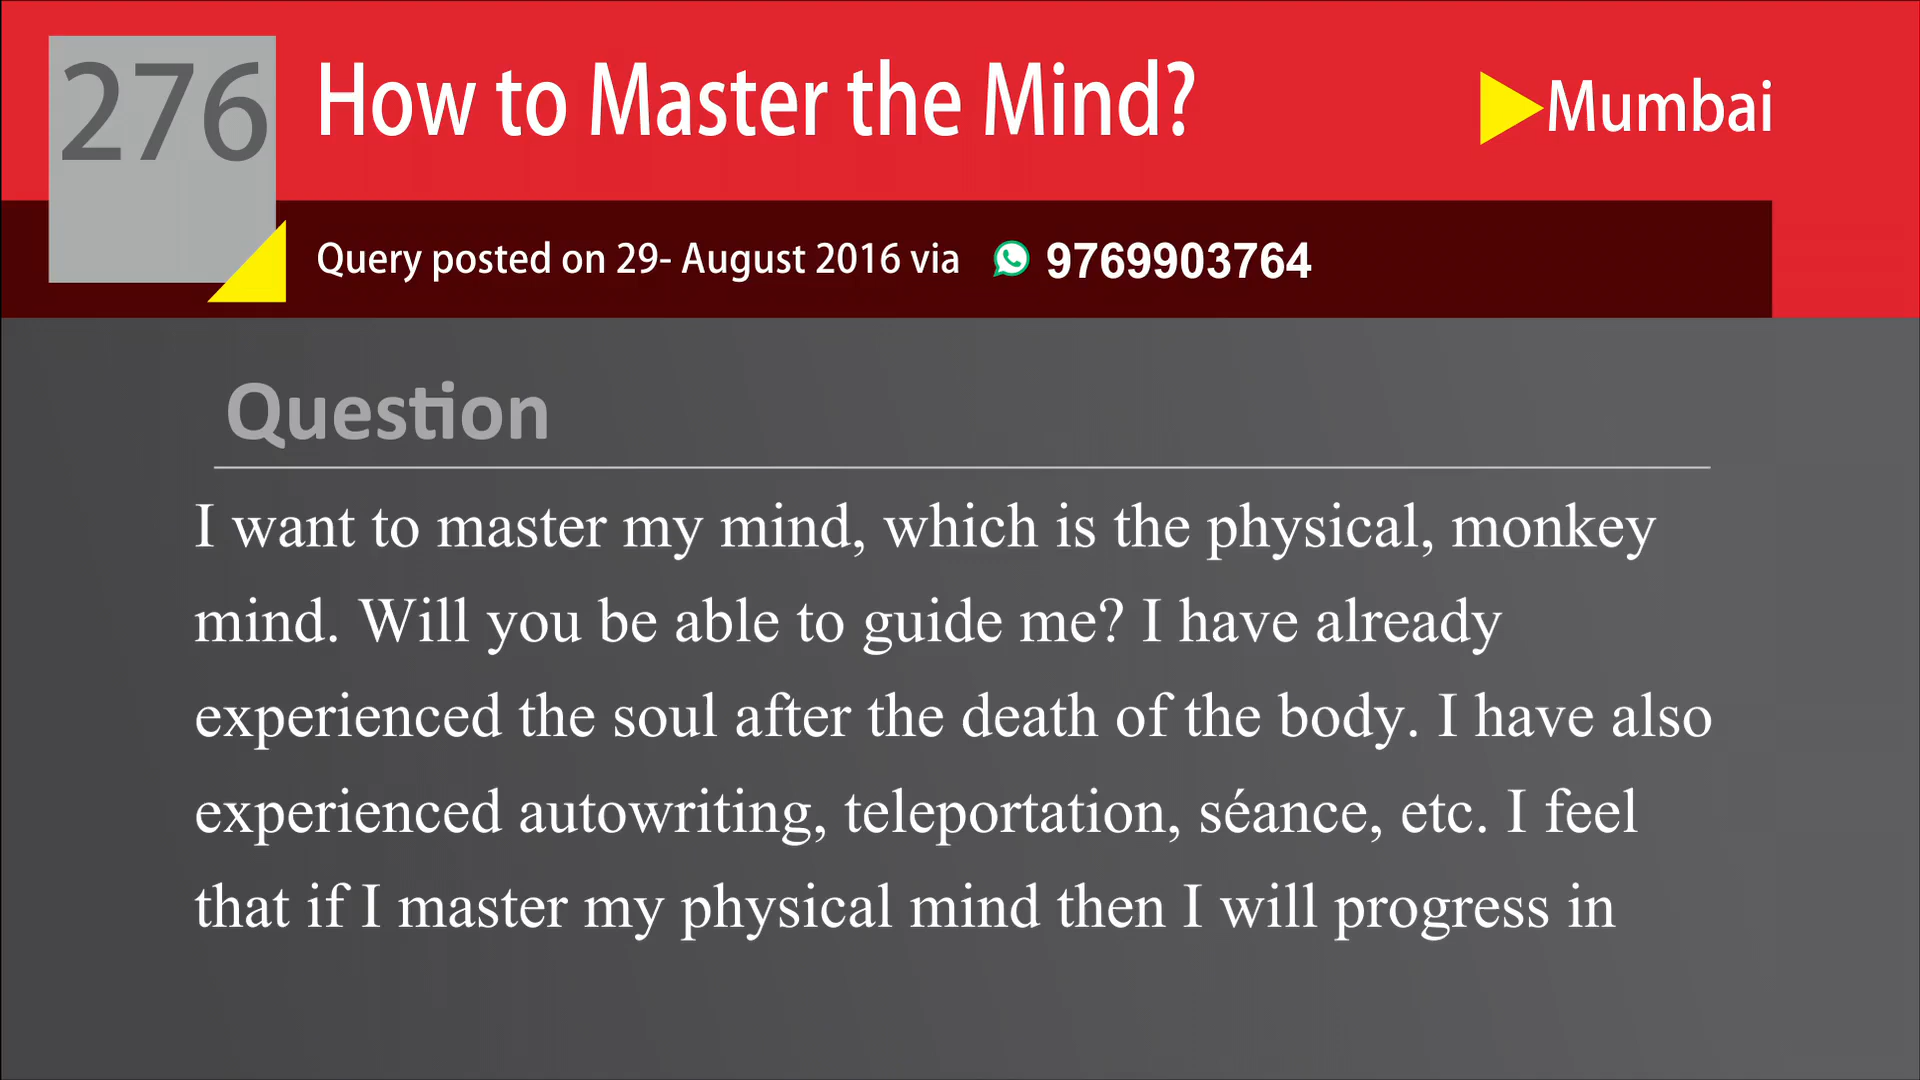 276
How to Master the Mind?
Mumbai
Query posted on 29- August 2016 via 9769903764
Question
I want to master my mind, which is the physical, monkey
mind. Will you be able to guide me? I have already
experienced the soul after the death of the body. I have also
experienced autowriting, teleportation, séance, etc. I feel
that if I master my physical mind then I will progress in